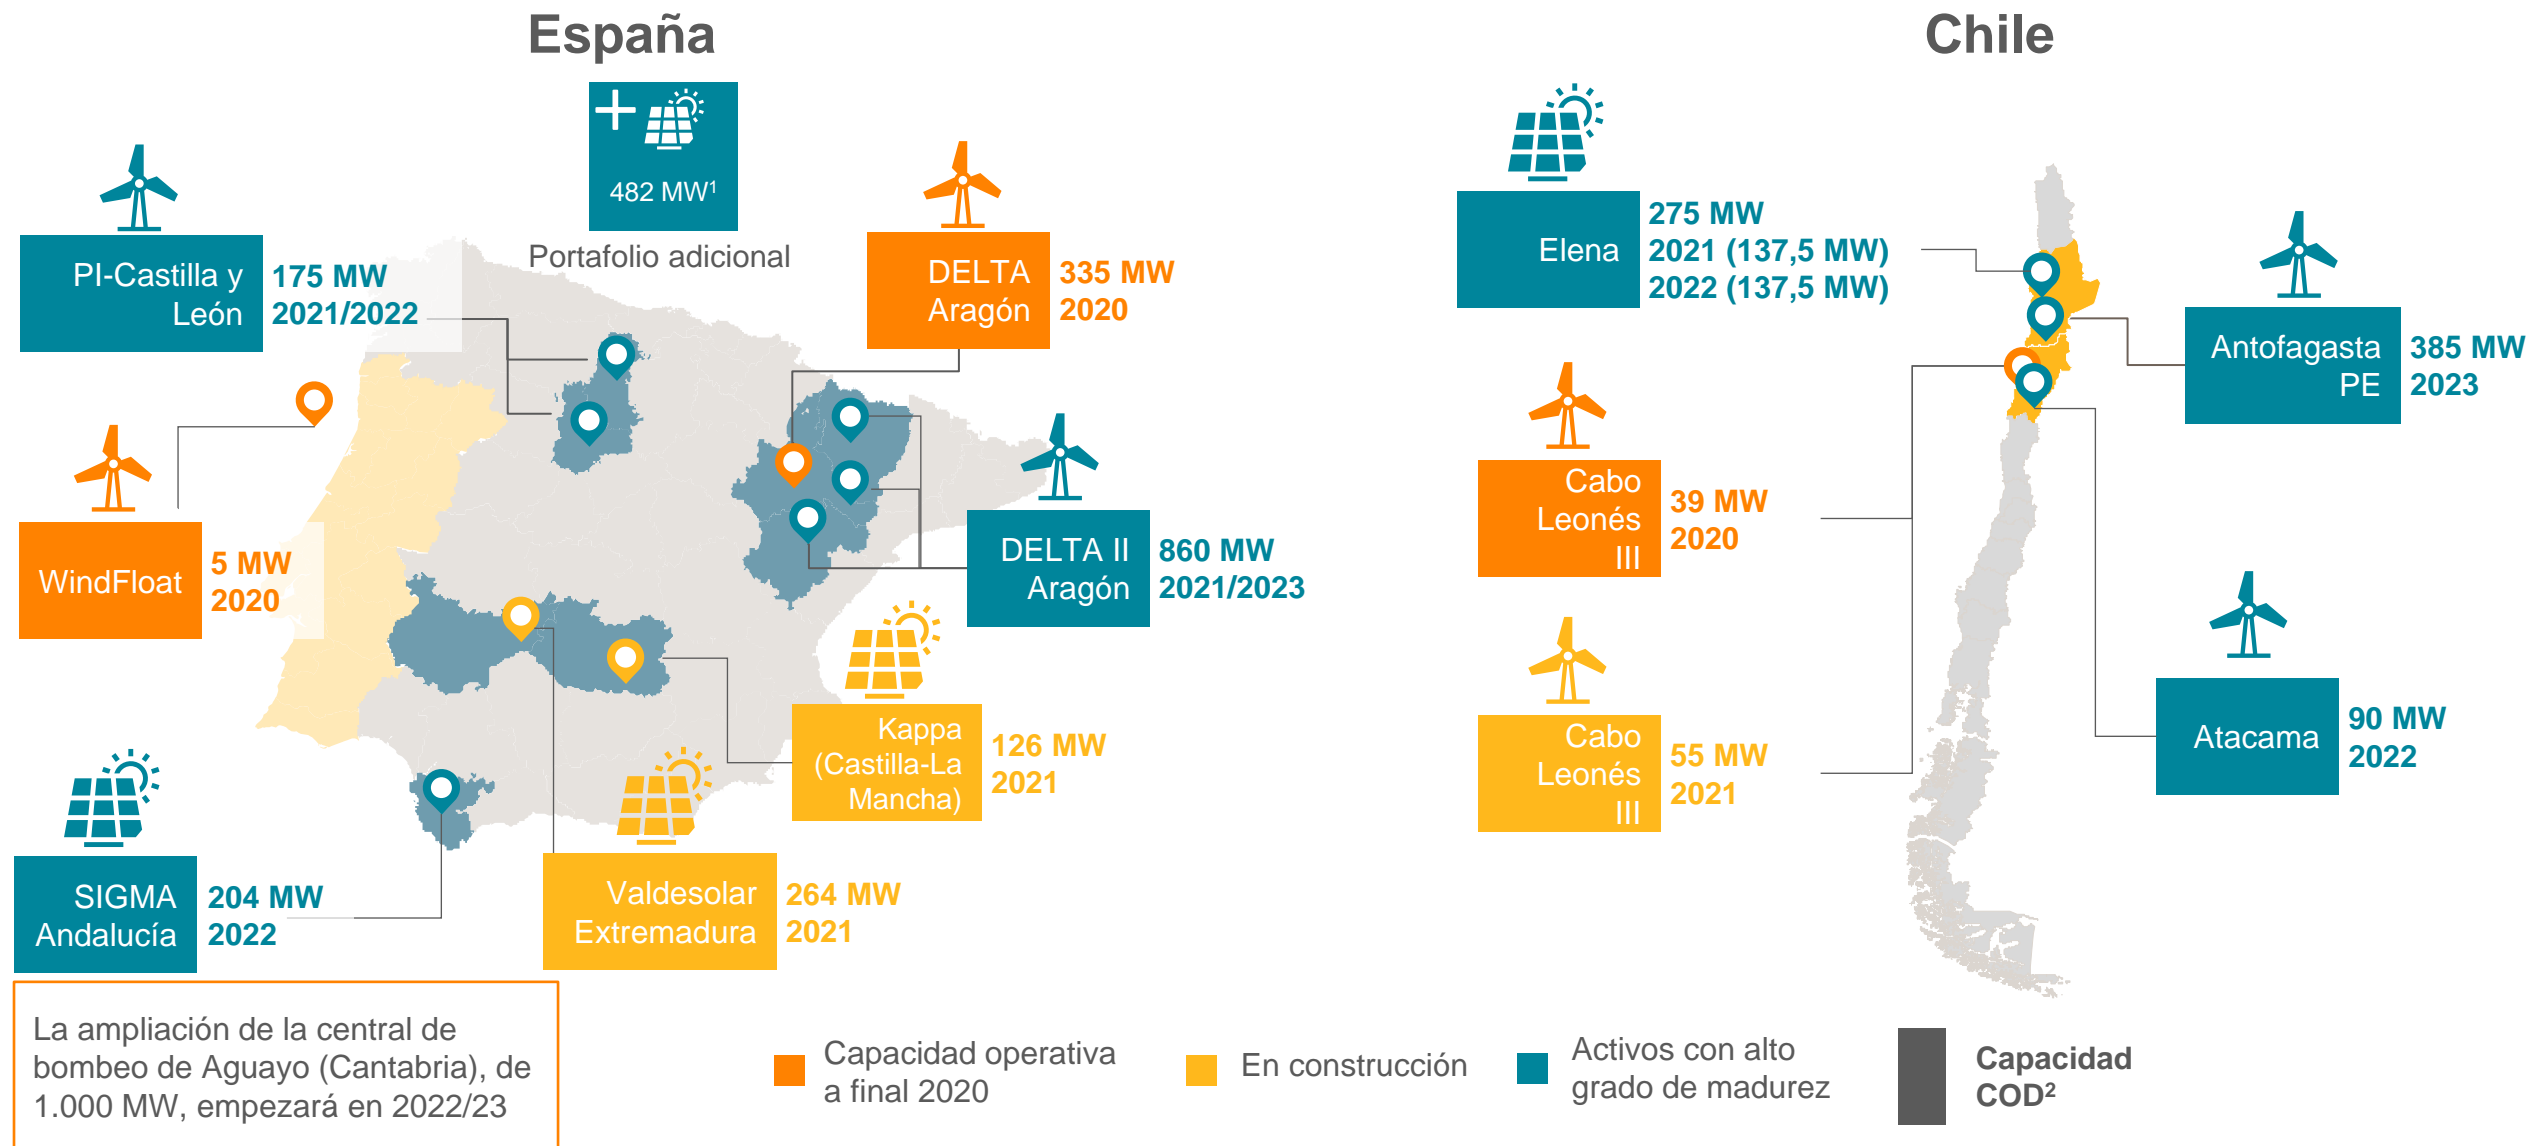 España
482 MW¹
Portafolio adicional
PI-Castilla y
León
175 MW
2021/2022
DELTA
Aragón
335 MW
2020
WindFloat
5 MW
2020
DELTA II
Aragón
860 MW
2021/2023
Kappa
(Castilla-La
Mancha)
126 MW
2021
SIGMA
Andalucía
204 MW
2022
Valdesolar
Extremadura
264 MW
2021
La ampliación de la central de
bombeo de Aguayo (Cantabria), de
1.000 MW, empezará en 2022/23
Chile
Elena
275 MW
2021 (137,5 MW)
2022 (137,5 MW)
Antofagasta
PE
385 MW
2023
Cabo
Leonés
III
39 MW
2020
Cabo
Leonés
III
55 MW
2021
Atacama
90 MW
2022
Capacidad operativa
a final 2020
En construcción
Activos con alto
grado de madurez
Capacidad
COD²